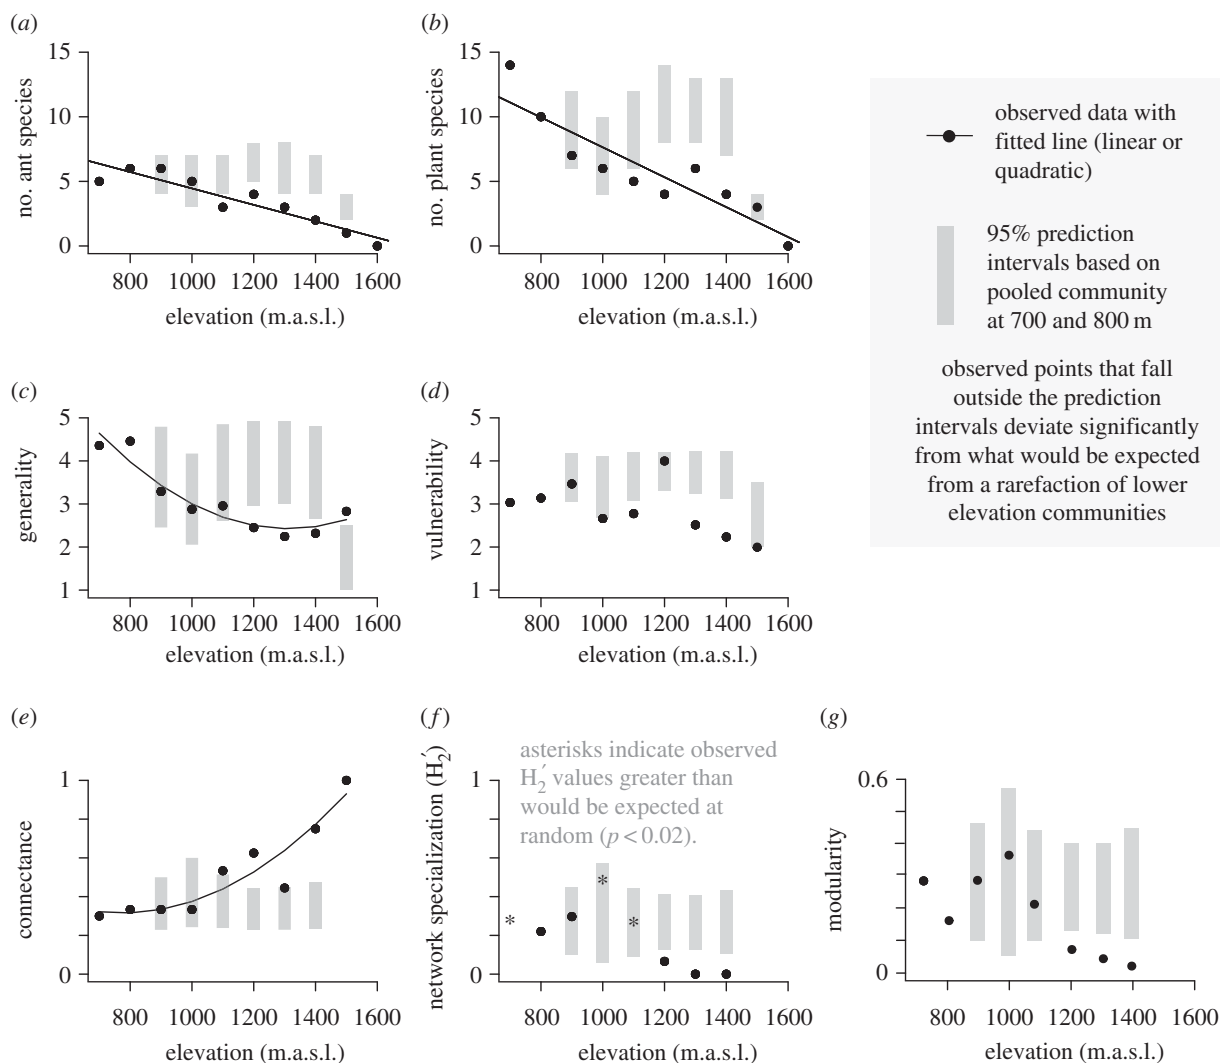 (a)
15
10
5
0
no. ant species
800 1000 1200 1400 1600
elevation (m.a.s.l.)
(b)
15
10
5
0
no. plant species
800 1000 1200 1400 1600
elevation (m.a.s.l.)
observed data with
fitted line (linear or
quadratic)
95% prediction
intervals based on
pooled community
at 700 and 800 m
observed points that fall
outside the prediction
intervals deviate significantly
from what would be expected
from a rarefaction of lower
elevation communities
(c)
5
4
3
2
1
generality
800 1000 1200 1400 1600
elevation (m.a.s.l.)
(d)
5
4
3
2
1
vulnerability
800 1000 1200 1400 1600
elevation (m.a.s.l.)
(e)
1
0
connectance
800 1000 1200 1400 1600
elevation (m.a.s.l.)
(f)
1
0
network specialization (H₂′)
asterisks indicate observed
H₂′ values greater than
would be expected at
random (p < 0.02).
*
*
*
800 1000 1200 1400 1600
elevation (m.a.s.l.)
(g)
0.6
0
modularity
800 1000 1200 1400 1600
elevation (m.a.s.l.)